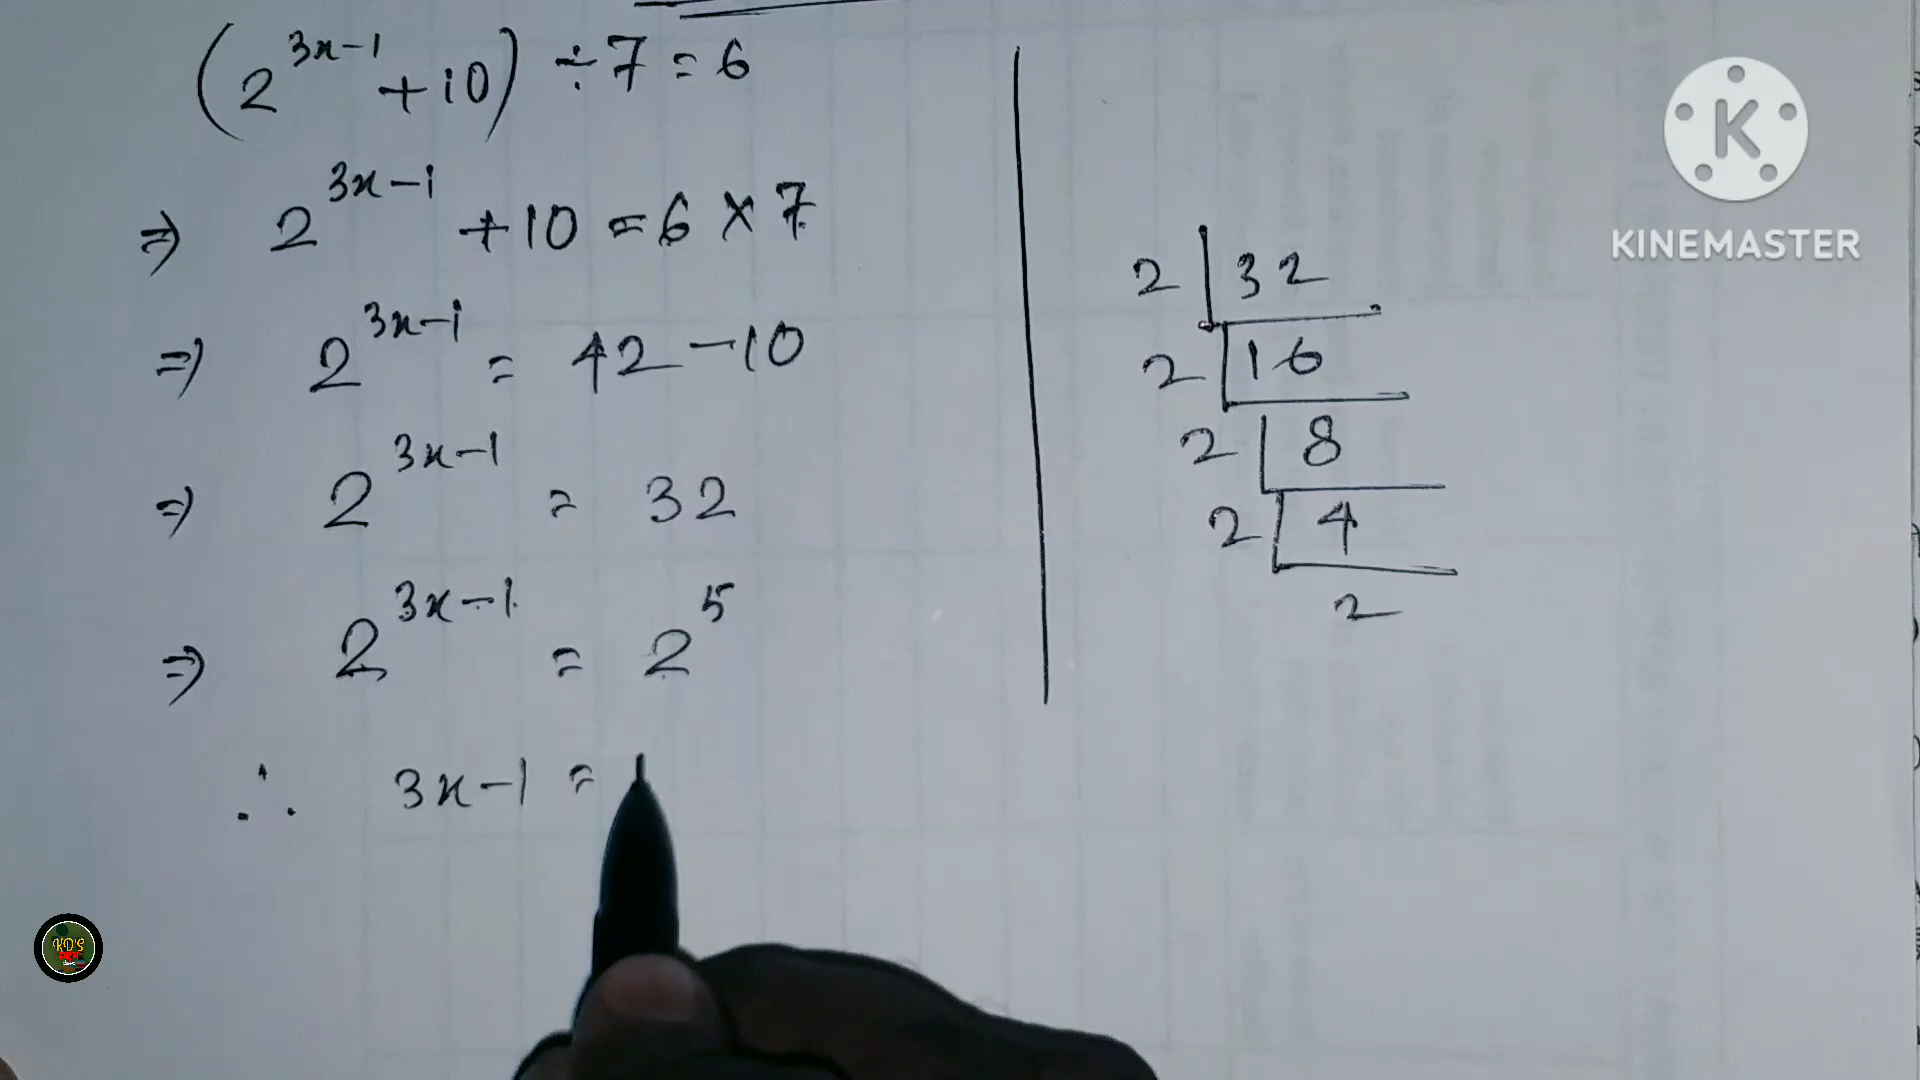 (2^{3x-1} + 10) ÷ 7 = 6
⇒ 2^{3x-1} + 10 = 6 × 7
⇒ 2^{3x-1} = 42 - 10
⇒ 2^{3x-1} = 32
⇒ 2^{3x-1} = 2^5
∴ 3x-1 =
2 | 32
2 | 16
2 | 8
2 | 4
2
K
KINEMASTER
KD'S